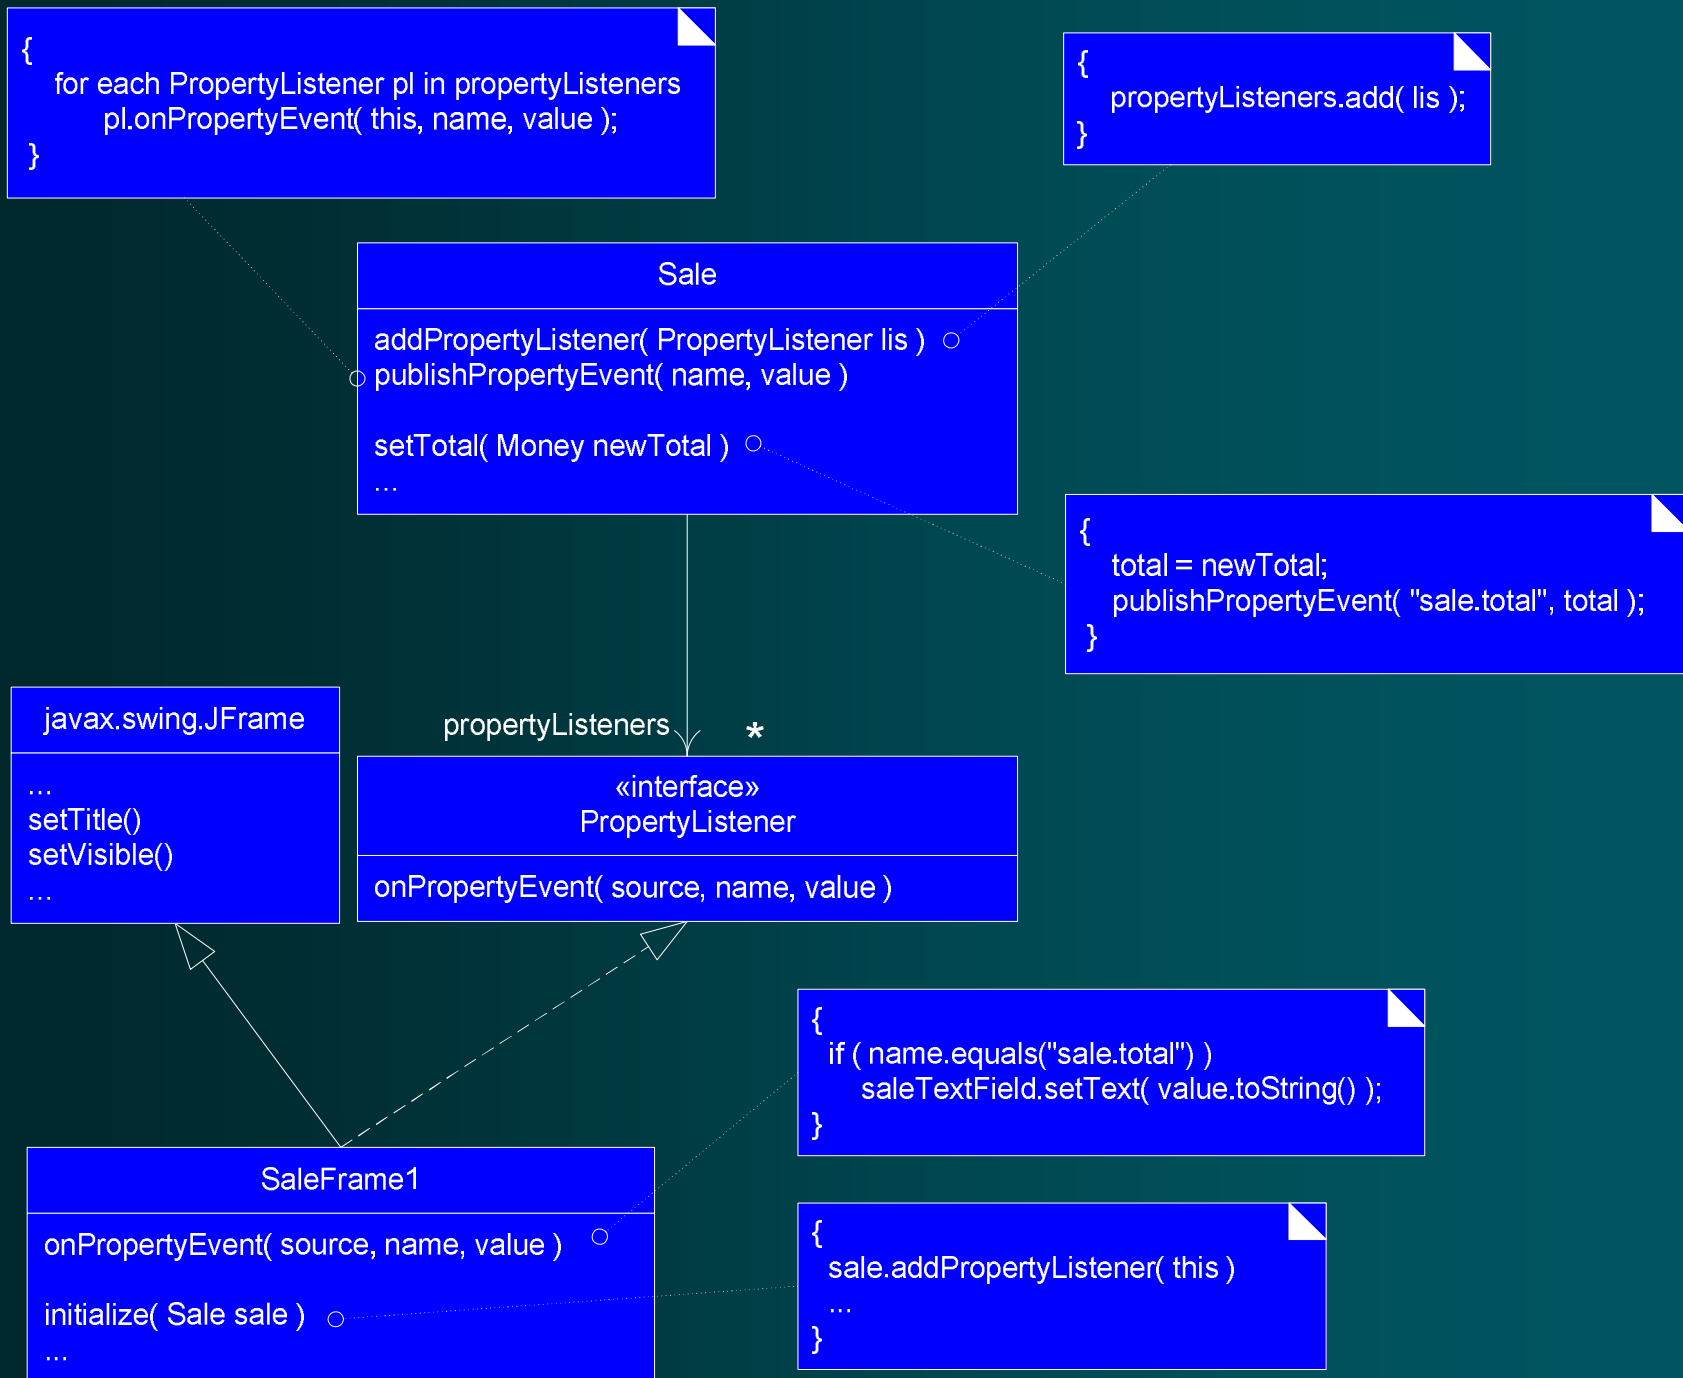 {
for each PropertyListener pl in propertyListeners
pl.onPropertyEvent( this, name, value );
}
{
propertyListeners.add( lis );
}
Sale
addPropertyListener( PropertyListener lis )
publishPropertyEvent( name, value )
setTotal( Money newTotal )
...
{
total = newTotal;
publishPropertyEvent( "sale.total", total );
}
javax.swing.JFrame
...
setTitle()
setVisible()
...
propertyListeners *
«interface»
PropertyListener
onPropertyEvent( source, name, value )
{
if ( name.equals("sale.total") )
saleTextField.setText( value.toString() );
}
SaleFrame1
onPropertyEvent( source, name, value )
initialize( Sale sale )
...
{
sale.addPropertyListener( this )
...
}